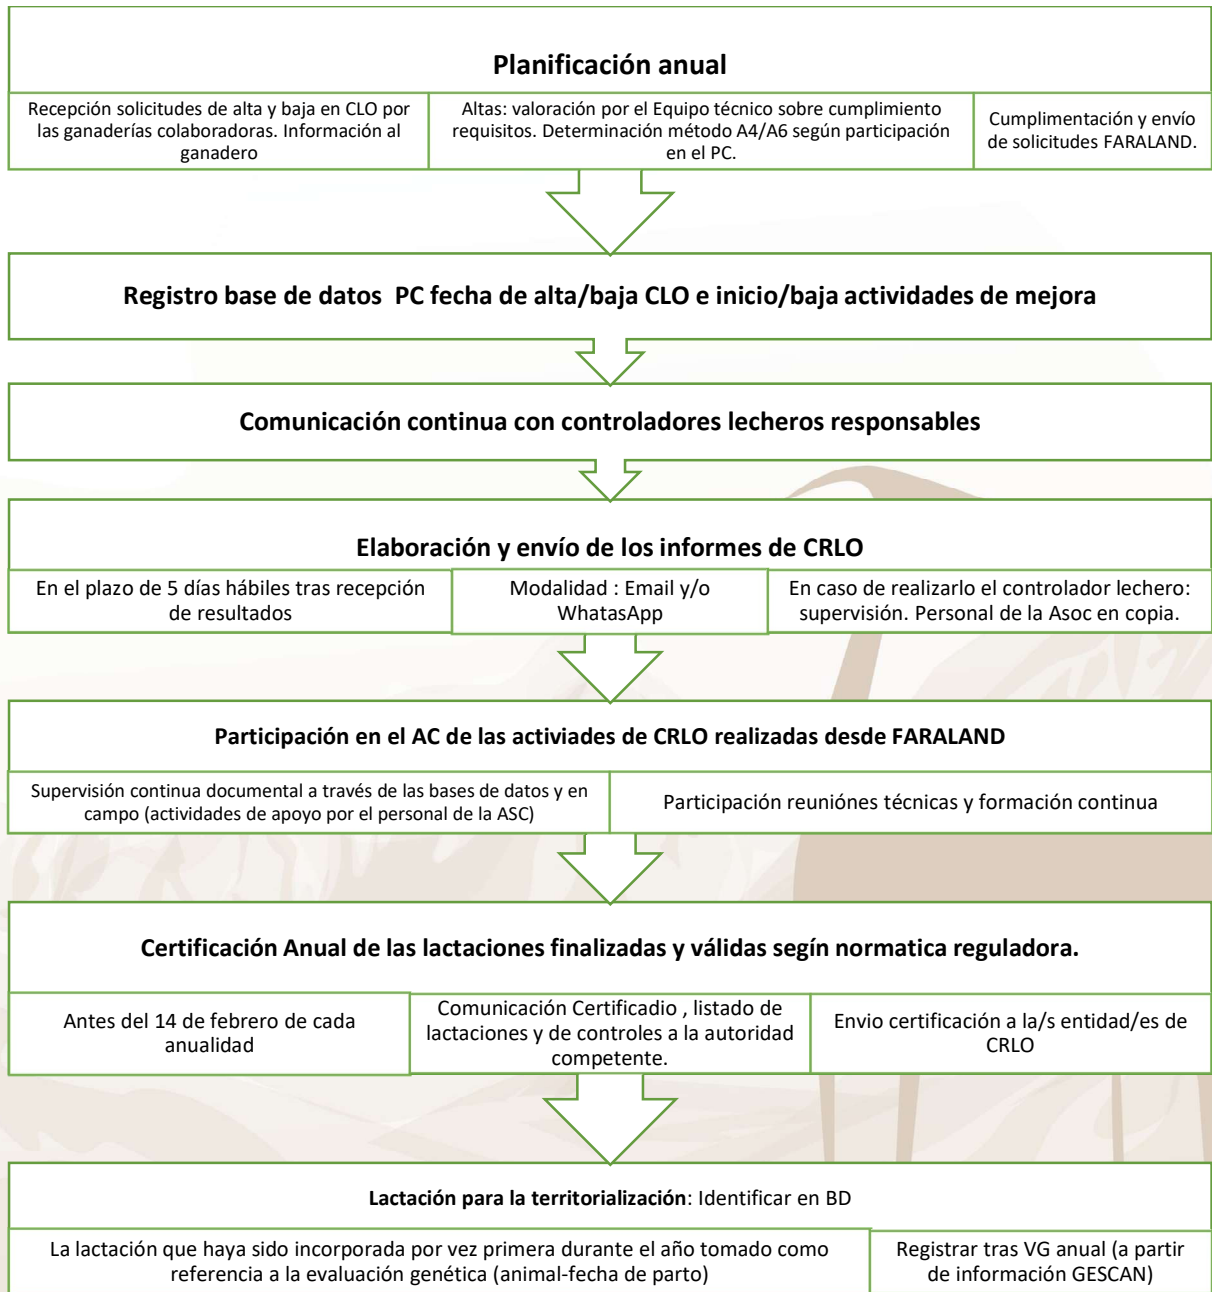 Planificación anual
Recepción solicitudes de alta y baja en CLO por
las ganaderías colaboradoras. Información al
ganadero
Altas: valoración por el Equipo técnico sobre cumplimiento
requisitos. Determinación método A4/A6 según participación
en el PC.
Cumplimentación y envío
de solicitudes FARALAND.
Registro base de datos  PC fecha de alta/baja CLO e inicio/baja actividades de mejora
Comunicación continua con controladores lecheros responsables
Elaboración y envío de los informes de CRLO
En el plazo de 5 días hábiles tras recepción
de resultados
Modalidad : Email y/o
WhatasApp
En caso de realizarlo el controlador lechero:
supervisión. Personal de la Asoc en copia.
Participación en el AC de las activiades de CRLO realizadas desde FARALAND
Supervisión continua documental a través de las bases de datos y en
campo (actividades de apoyo por el personal de la ASC)
Participación reuniónes técnicas y formación continua
Certificación Anual de las lactaciones finalizadas y válidas segín normatica reguladora.
Antes del 14 de febrero de cada
anualidad
Comunicación Certificadio , listado de
lactaciones y de controles a la autoridad
competente.
Envio certificación a la/s entidad/es de
CRLO
Lactación para la territorialización: Identificar en BD
La lactación que haya sido incorporada por vez primera durante el año tomado como
referencia a la evaluación genética (animal-fecha de parto)
Registrar tras VG anual (a partir
de información GESCAN)